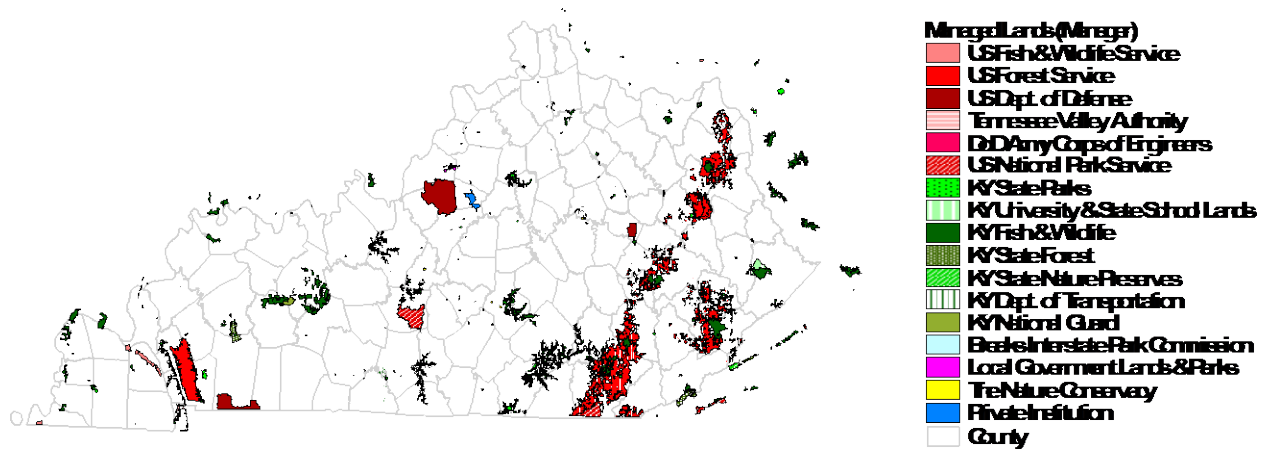 Managed Lands (Manager)
US Fish & Wildlife Service
US Forest Service
US Dept. of Defense
Tennessee Valley Authority
DoD Army Corps of Engineers
US National Park Service
KY State Parks
KY University & State School Lands
KY Fish & Wildlife
KY State Forest
KY State Nature Preserves
KY Dept. of Transportation
KY National Guard
Breaks Interstate Park Commission
Local Government Lands & Parks
The Nature Conservacy
Private Institution
County